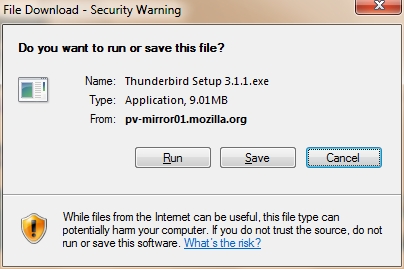 File Download - Security Warning
Do you want to run or save this file?
Name: Thunderbird Setup 3.1.1.exe
Type: Application, 9.01MB
From: pv-mirror01.mozilla.org
Run Save Cancel
While files from the Internet can be useful, this file type can
potentially harm your computer. If you do not trust the source, do not
run or save this software. What's the risk?